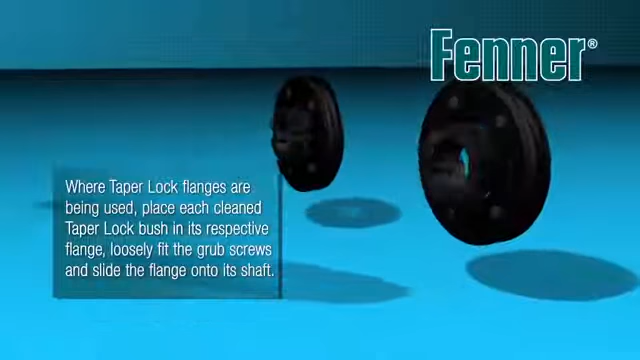 Fenner®
Where Taper Lock flanges are
being used, place each cleaned
Taper Lock bush in its respective
flange, loosely fit the grub screws
and slide the flange onto its shaft.